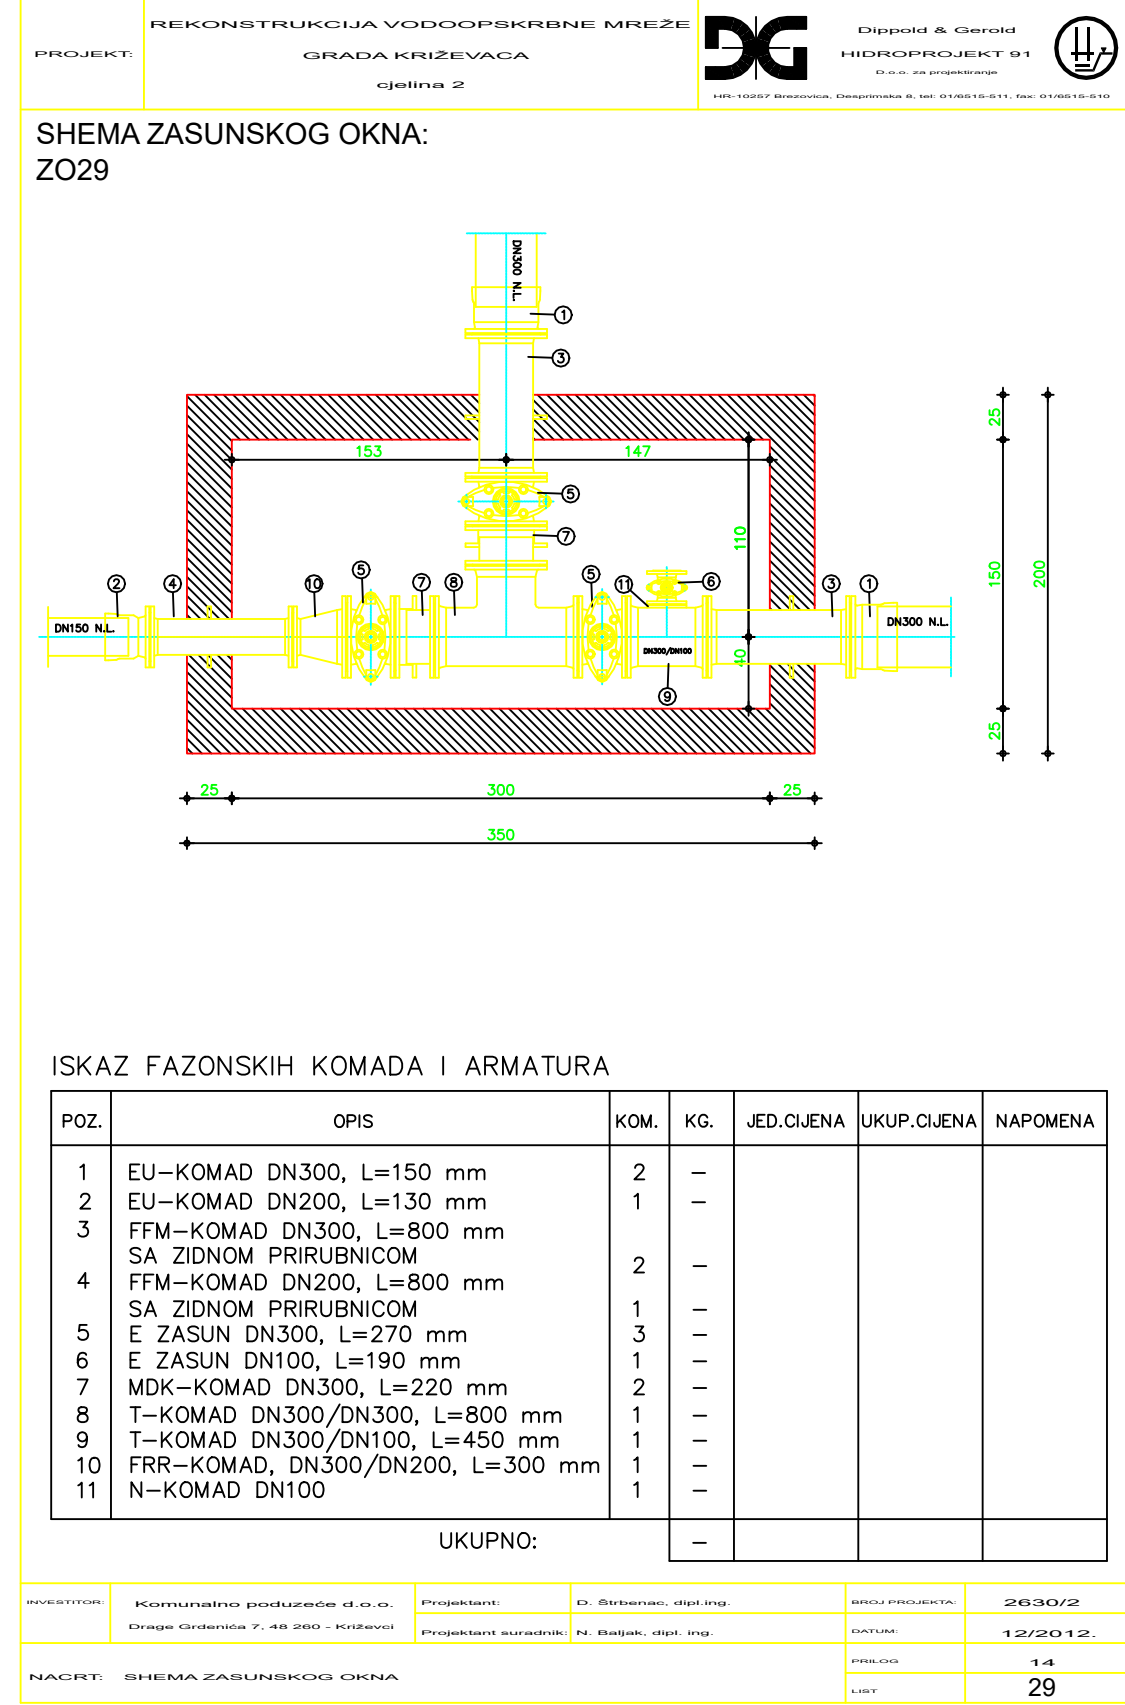 PROJEKT:
REKONSTRUKCIJA VODOOPSKRBNE MREŽE
GRADA KRIŽEVACA
cjelina 2
DG
Dippold & Gerold
HIDROPROJEKT 91
D.o.o. za projektiranje
HR-10257 Brezovica, Desprimska 8, tel: 01/6515-511, fax: 01/6515-510
SHEMA ZASUNSKOG OKNA:
ZO29
DN300 N.L.
1
3
25
153
147
5
7
110
150
200
2
4
10
5
7
8
5
11
6
3
1
DN150 N.L.
DN300 N.L.
DN300/DN100
40
9
25
25
300
25
350
ISKAZ FAZONSKIH KOMADA I ARMATURA
POZ. OPIS KOM. KG. JED.CIJENA UKUP.CIJENA NAPOMENA
1 EU-KOMAD DN300, L=150 mm 2 –
2 EU-KOMAD DN200, L=130 mm 1 –
3 FFM-KOMAD DN300, L=800 mm
SA ZIDNOM PRIRUBNICOM 2 –
4 FFM-KOMAD DN200, L=800 mm
SA ZIDNOM PRIRUBNICOM 1 –
5 E ZASUN DN300, L=270 mm 3 –
6 E ZASUN DN100, L=190 mm 1 –
7 MDK-KOMAD DN300, L=220 mm 2 –
8 T-KOMAD DN300/DN300, L=800 mm 1 –
9 T-KOMAD DN300/DN100, L=450 mm 1 –
10 FRR-KOMAD, DN300/DN200, L=300 mm 1 –
11 N-KOMAD DN100 1 –
UKUPNO: –
INVESTITOR:
Komunalno poduzeće d.o.o.
Drage Grdenića 7, 48 260 - Križevci
Projektant: D. Štrbenac, dipl.ing.
Projektant suradnik: N. Baljak, dipl. ing.
BROJ PROJEKTA: 2630/2
DATUM: 12/2012.
NACRT: SHEMA ZASUNSKOG OKNA
PRILOG 14
LIST 29